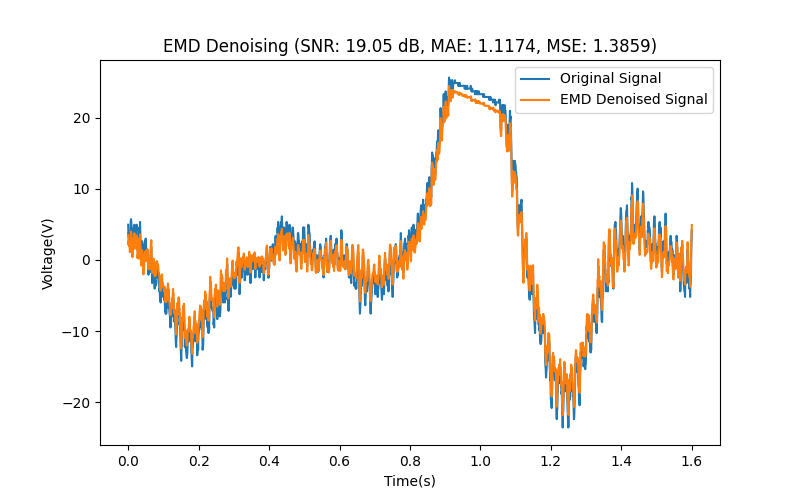 EMD Denoising (SNR: 19.05 dB, MAE: 1.1174, MSE: 1.3859)
Original Signal
EMD Denoised Signal
Voltage(V)
20
10
0
−10
−20
0.0 0.2 0.4 0.6 0.8 1.0 1.2 1.4 1.6
Time(s)